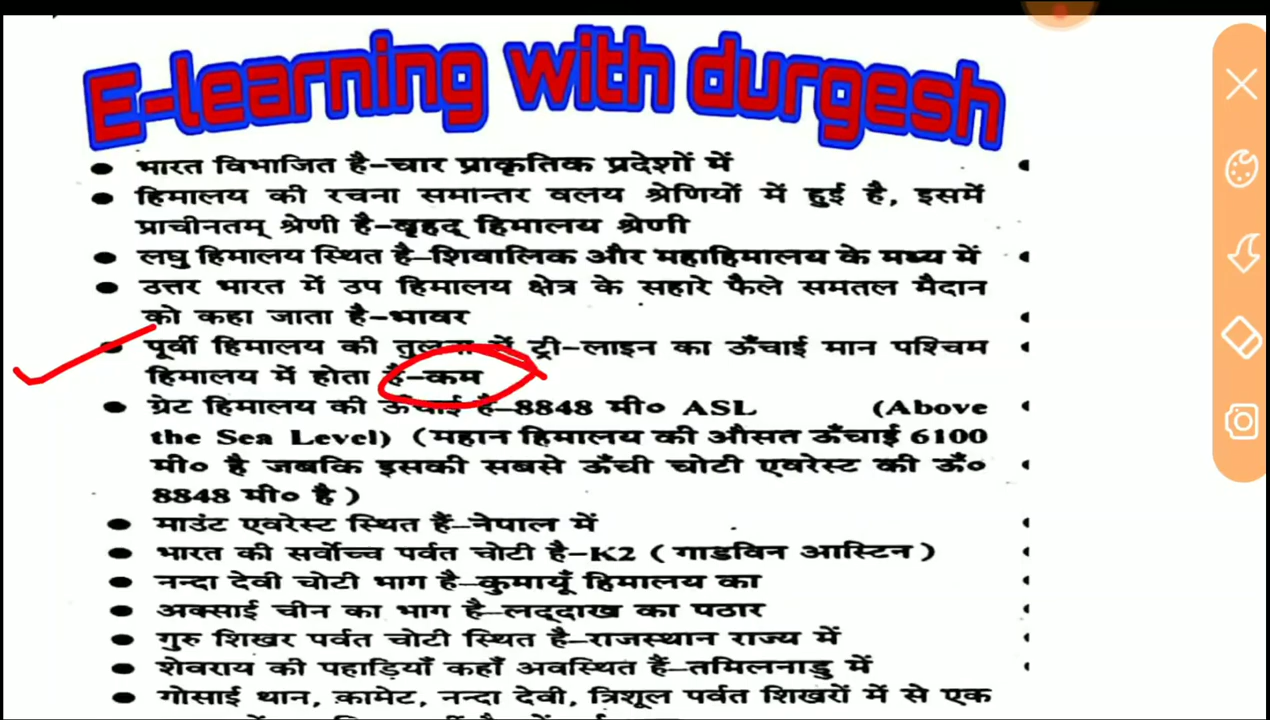 E-learning with durgesh
भारत विभाजित है–चार प्राकृतिक प्रदेशों में
हिमालय की रचना समान्तर वलय श्रेणियों में हुई है, इसमें
प्राचीनतम् श्रेणी है–बृहद् हिमालय श्रेणी
लघु हिमालय स्थित है–शिवालिक और महाहिमालय के मध्य में
उत्तर भारत में उप हिमालय क्षेत्र के सहारे फैले समतल मैदान
को कहा जाता है–भावर
पूर्वी हिमालय की तुलना में ट्री–लाइन का ऊँचाई मान पश्चिम
हिमालय में होता है–कम
ग्रेट हिमालय की ऊँचाई है–8848 मी० ASL (Above
the Sea Level) (महान हिमालय की औसत ऊँचाई 6100
मी० है जबकि इसकी सबसे ऊँची चोटी एवरेस्ट की ऊँ०
8848 मी० है)
माउंट एवरेस्ट स्थित हैं–नेपाल में
भारत की सर्वोच्च पर्वत चोटी है–K2 (गाडविन आस्टिन)
नन्दा देवी चोटी भाग है–कुमायूँ हिमालय का
अक्साई चीन का भाग है–लद्दाख का पठार
गुरु शिखर पर्वत चोटी स्थित है–राजस्थान राज्य में
शेवराय की पहाड़ियाँ कहाँ अवस्थित हैं–तमिलनाडु में
गोसाई थान, कामेट, नन्दा देवी, त्रिशूल पर्वत शिखरों में से एक